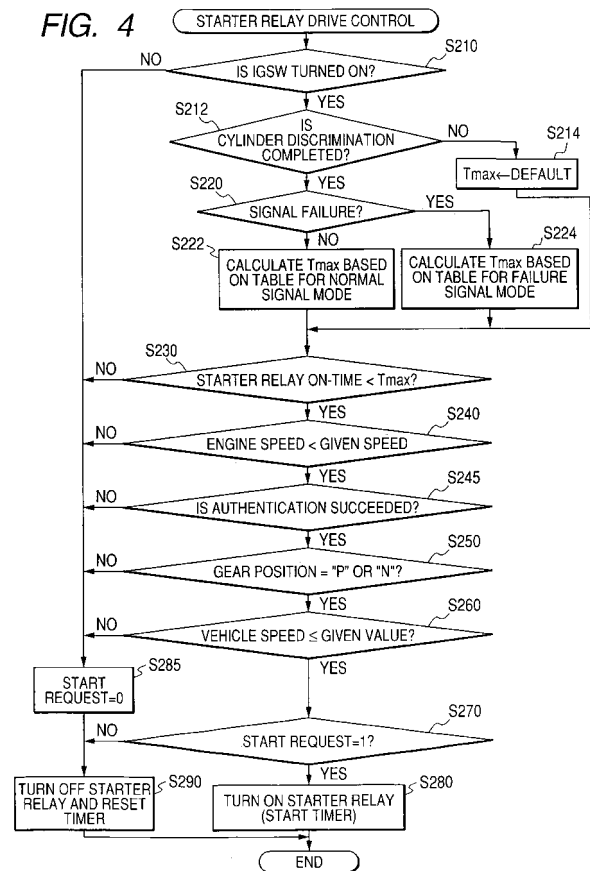 FIG. 4
STARTER RELAY DRIVE CONTROL
S210
NO
IS IGSW TURNED ON?
YES
S212
IS
CYLINDER DISCRIMINATION
COMPLETED?
NO
S214
Tmax←DEFAULT
YES
S220
SIGNAL FAILURE?
YES
NO
S222
CALCULATE Tmax BASED
ON TABLE FOR NORMAL
SIGNAL MODE
S224
CALCULATE Tmax BASED
ON TABLE FOR FAILURE
SIGNAL MODE
S230
NO
STARTER RELAY ON-TIME < Tmax?
YES
S240
NO
ENGINE SPEED < GIVEN SPEED
YES
S245
NO
IS AUTHENTICATION SUCCEEDED?
YES
S250
NO
GEAR POSITION = "P" OR "N"?
YES
S260
NO
VEHICLE SPEED ≤ GIVEN VALUE?
YES
S285
START
REQUEST=0
S270
NO
START REQUEST=1?
YES
S290
TURN OFF STARTER
RELAY AND RESET
TIMER
S280
TURN ON STARTER RELAY
(START TIMER)
END